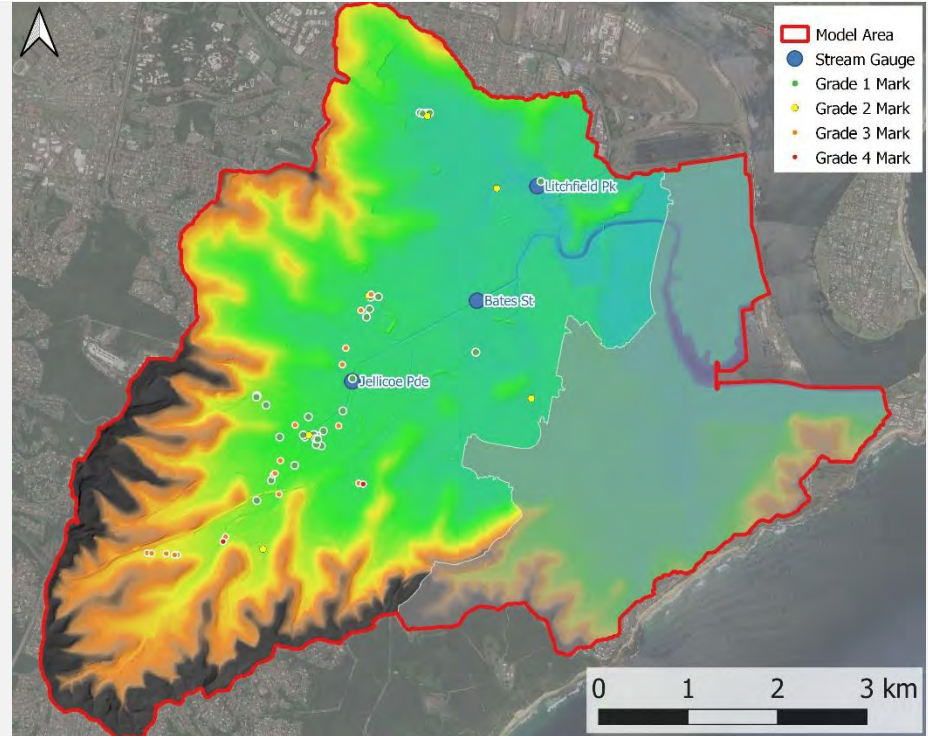 Model Area
Stream Gauge
Grade 1 Mark
Grade 2 Mark
Grade 3 Mark
Grade 4 Mark
Litchfield Pk
Bates St
Jellicoe Pde
0 1 2 3 km